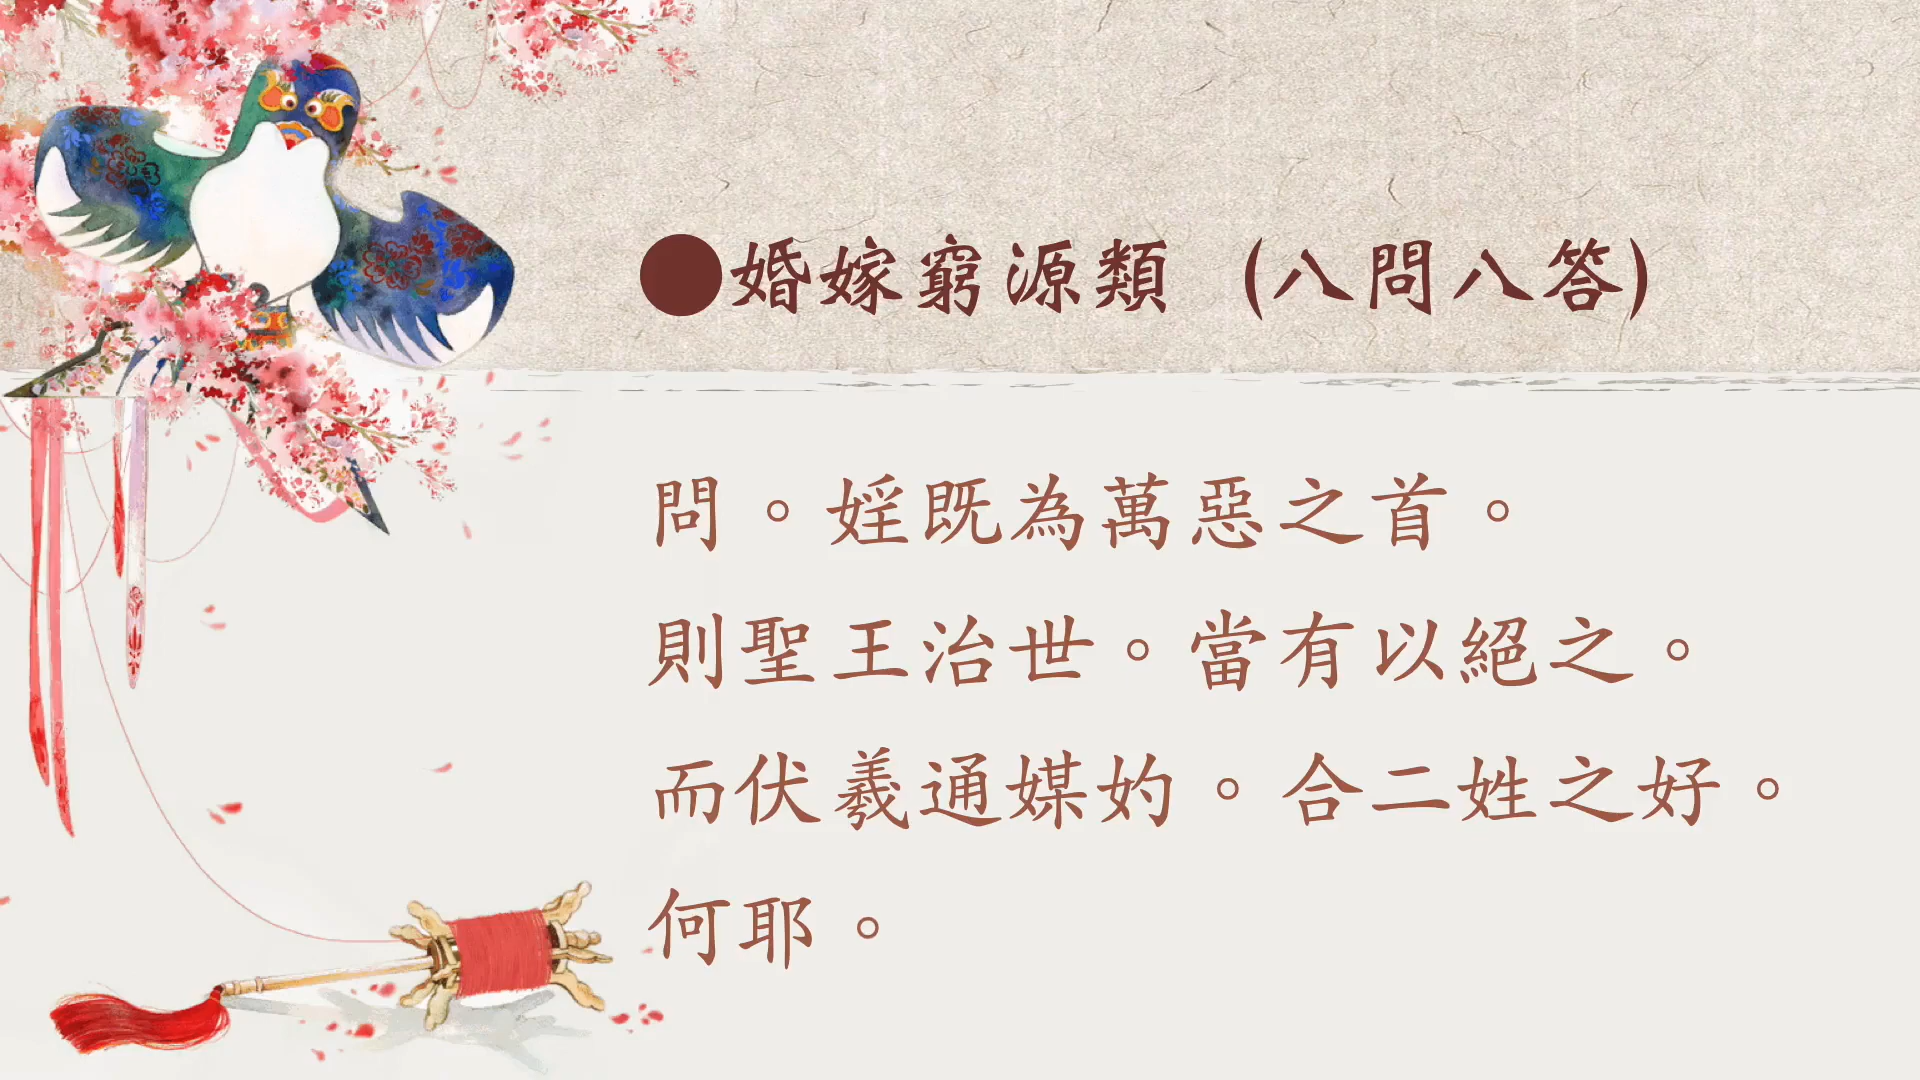 ●婚嫁窮源類 (八問八答)
問。婬既為萬惡之首。
則聖王治世。當有以絕之。
而伏羲通媒妁。合二姓之好。
何耶。